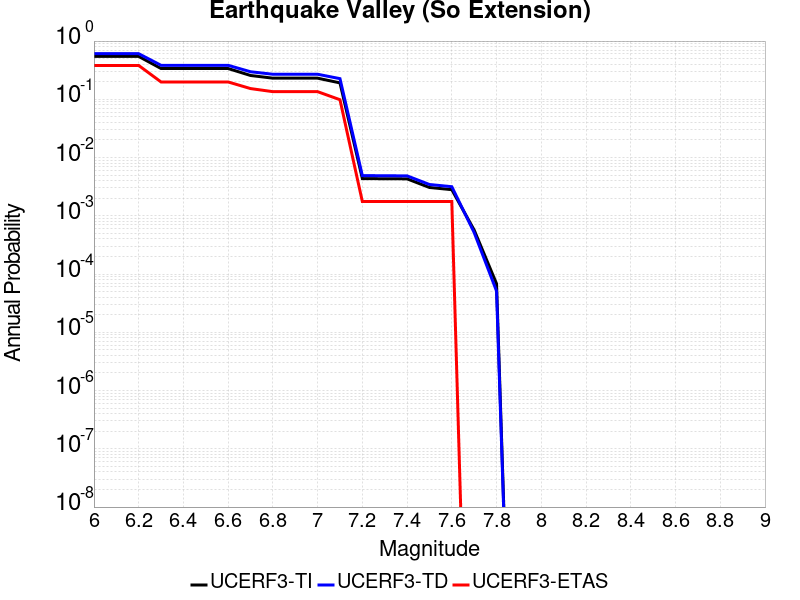 Earthquake Valley (So Extension)
Annual Probability
10^0
10^-1
10^-2
10^-3
10^-4
10^-5
10^-6
10^-7
10^-8
6 6.2 6.4 6.6 6.8 7 7.2 7.4 7.6 7.8 8 8.2 8.4 8.6 8.8 9
Magnitude
UCERF3-TI UCERF3-TD UCERF3-ETAS